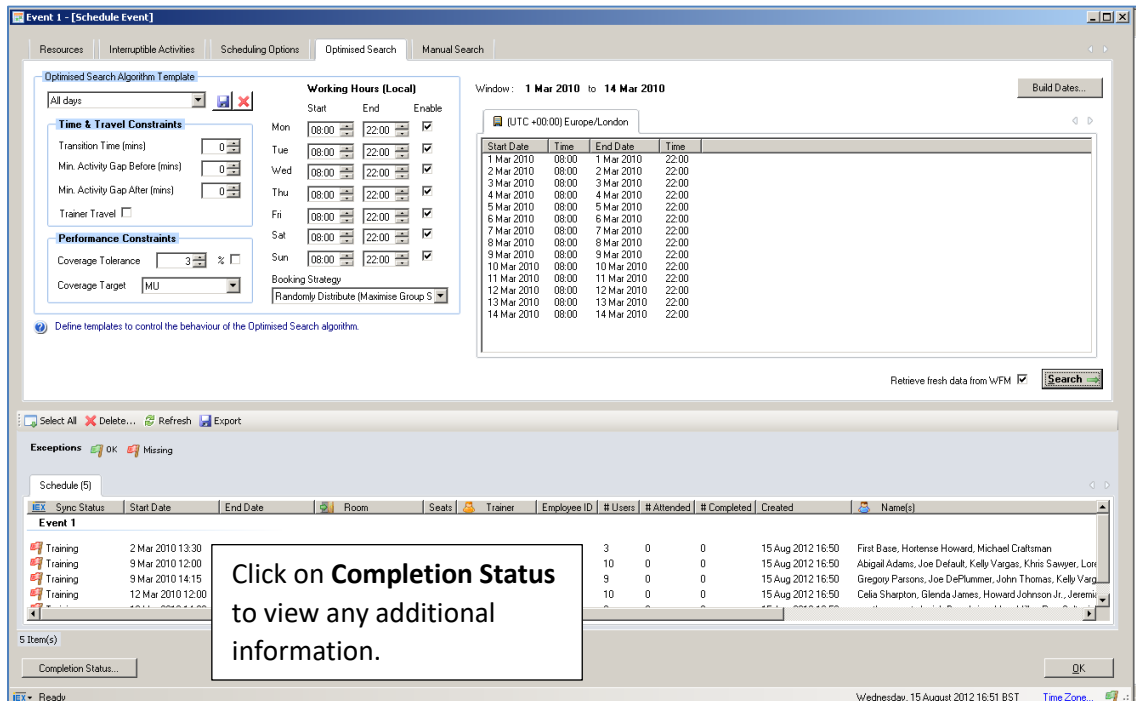 Event 1 - [Schedule Event]
Resources Interruptible Activities Scheduling Options Optimised Search Manual Search
Optimised Search Algorithm Template
All days
Time & Travel Constraints
Transition Time (mins) 0
Min. Activity Gap Before (mins) 0
Min. Activity Gap After (mins) 0
Trainer Travel
Performance Constraints
Coverage Tolerance 3 %
Coverage Target MU
Working Hours (Local)
Start End Enable
Mon 08:00 22:00
Tue 08:00 22:00
Wed 08:00 22:00
Thu 08:00 22:00
Fri 08:00 22:00
Sat 08:00 22:00
Sun 08:00 22:00
Booking Strategy
Randomly Distribute (Maximise Group S
Define templates to control the behaviour of the Optimised Search algorithm.
Window: 1 Mar 2010 to 14 Mar 2010
Build Dates...
(UTC +00:00) Europe/London
Start Date Time End Date Time
1 Mar 2010 08:00 1 Mar 2010 22:00
2 Mar 2010 08:00 2 Mar 2010 22:00
3 Mar 2010 08:00 3 Mar 2010 22:00
4 Mar 2010 08:00 4 Mar 2010 22:00
5 Mar 2010 08:00 5 Mar 2010 22:00
6 Mar 2010 08:00 6 Mar 2010 22:00
7 Mar 2010 08:00 7 Mar 2010 22:00
8 Mar 2010 08:00 8 Mar 2010 22:00
9 Mar 2010 08:00 9 Mar 2010 22:00
10 Mar 2010 08:00 10 Mar 2010 22:00
11 Mar 2010 08:00 11 Mar 2010 22:00
12 Mar 2010 08:00 12 Mar 2010 22:00
13 Mar 2010 08:00 13 Mar 2010 22:00
14 Mar 2010 08:00 14 Mar 2010 22:00
Retrieve fresh data from WFM
Search
Select All Delete... Refresh Export
Exceptions OK Missing
Schedule (5)
IEX Sync Status Start Date End Date Room Seats Trainer Employee ID # Users # Attended # Completed Created Name(s)
Event 1
Training 2 Mar 2010 13:30 3 0 0 15 Aug 2012 16:50 First Base, Hortense Howard, Michael Craftsman
Training 9 Mar 2010 12:00 10 0 0 15 Aug 2012 16:50 Abigail Adams, Joe Default, Kelly Vargas, Khris Sawyer, Lore
Training 9 Mar 2010 14:15 9 0 0 15 Aug 2012 16:50 Gregory Parsons, Joe DePlummer, John Thomas, Kelly Varg
Training 12 Mar 2010 12:00 10 0 0 15 Aug 2012 16:50 Celia Sharpton, Glenda James, Howard Johnson Jr., Jeremi
Click on Completion Status
to view any additional
information.
5 Item(s)
Completion Status...
OK
IEX Ready
Wednesday, 15 August 2012 16:51 BST Time Zone...